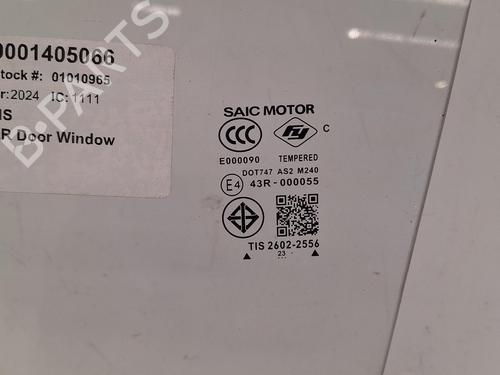 0001405066
tock #: 01010965
r:2024 IC: 1111
IS
R Door Window
B-PARTS
SAIC MOTOR
CCC
C
E000090 TEMPERED
DOT747 AS2 M240
E4 43R-000055
TIS 2602-2556
23